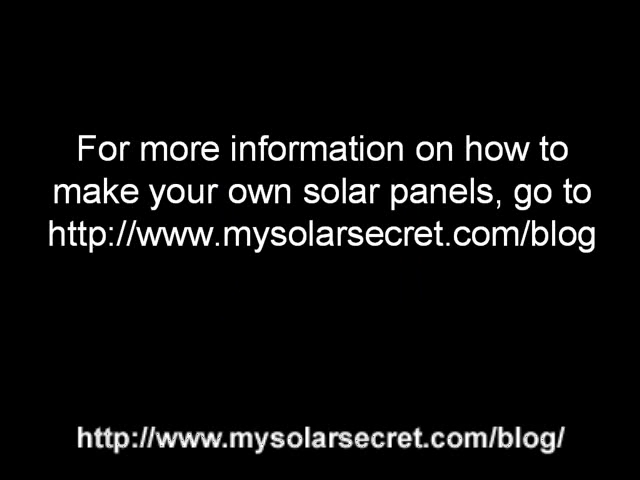 For more information on how to
make your own solar panels, go to
http://www.mysolarsecret.com/blog
http://www.mysolarsecret.com/blog/